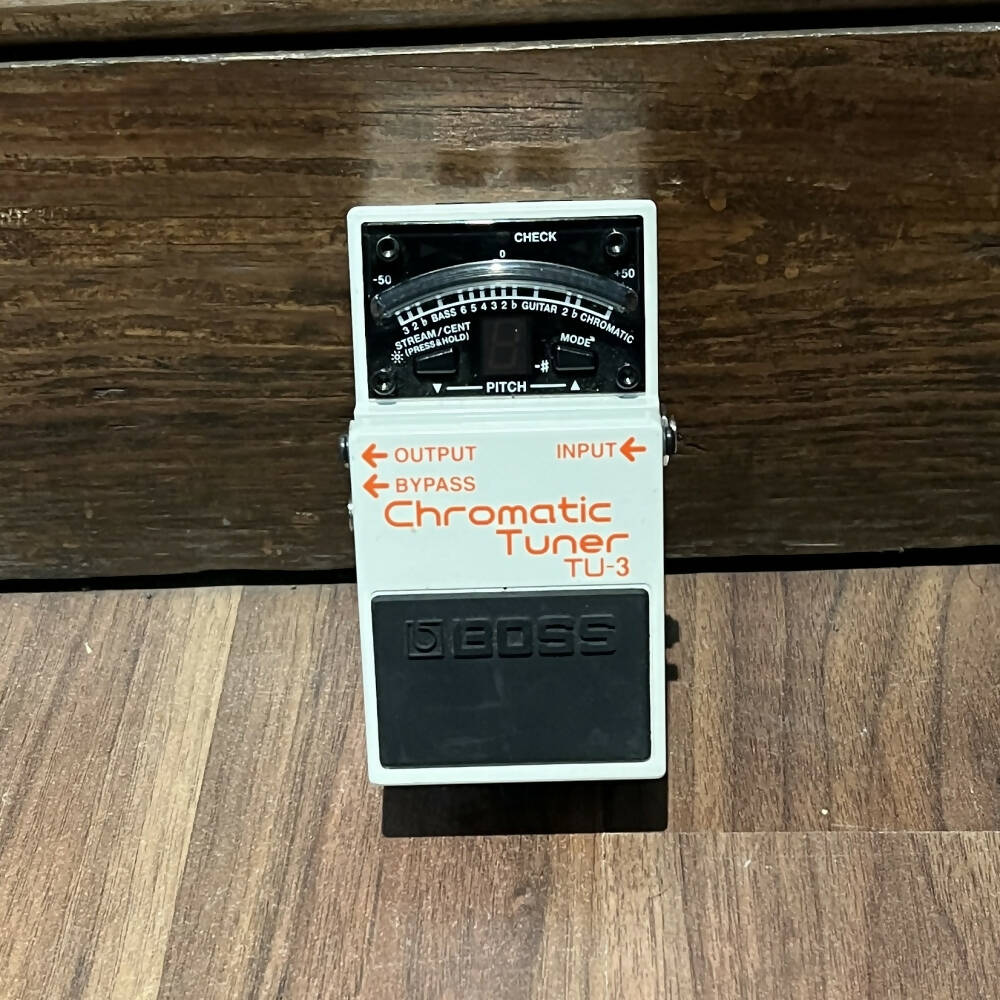 CHECK
0
-50 +50
3 2 ♭ BASS 6 5 4 3 2 ♭ GUITAR 2 ♭ CHROMATIC
STREAM/CENT
(PRESS & HOLD)
MODE
-#
▼ PITCH ▲
← OUTPUT INPUT ←
← BYPASS
Chromatic
Tuner
TU-3
BOSS